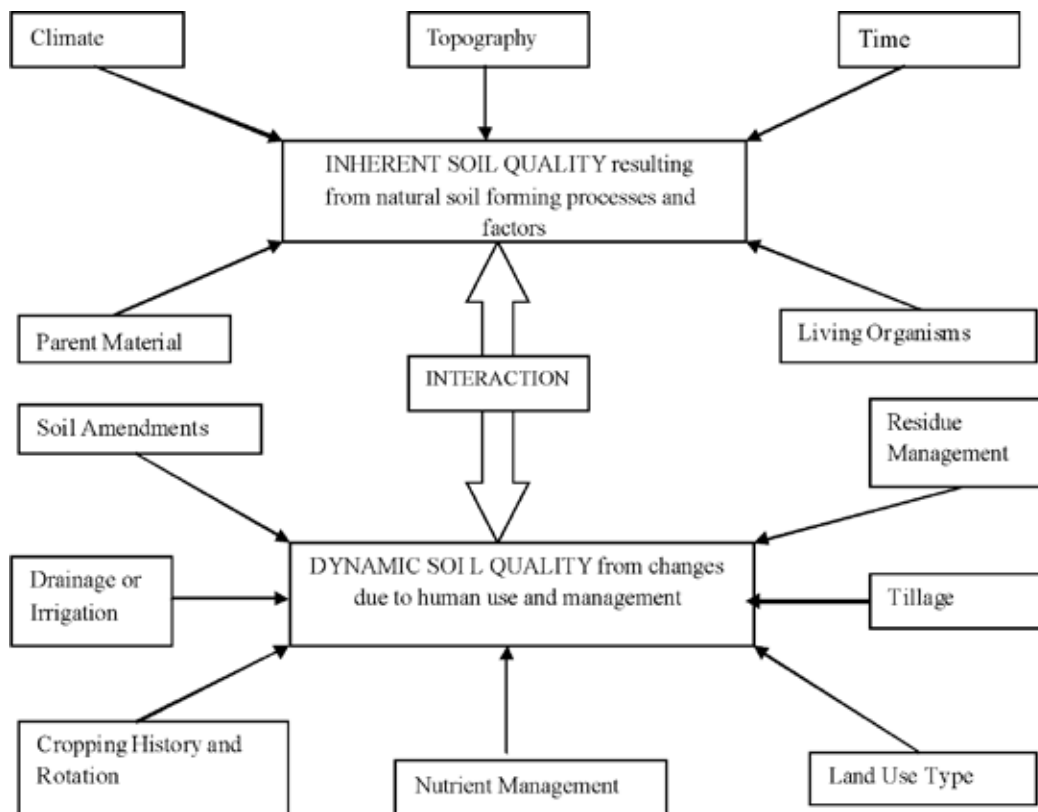 Climate
Topography
Time
INHERENT SOIL QUALITY resulting
from natural soil forming processes and
factors
Parent Material
Living Organisms
INTERACTION
Soil Amendments
Residue
Management
DYNAMIC SOIL QUALITY from changes
due to human use and management
Drainage or
Irrigation
Tillage
Cropping History and
Rotation
Nutrient Management
Land Use Type